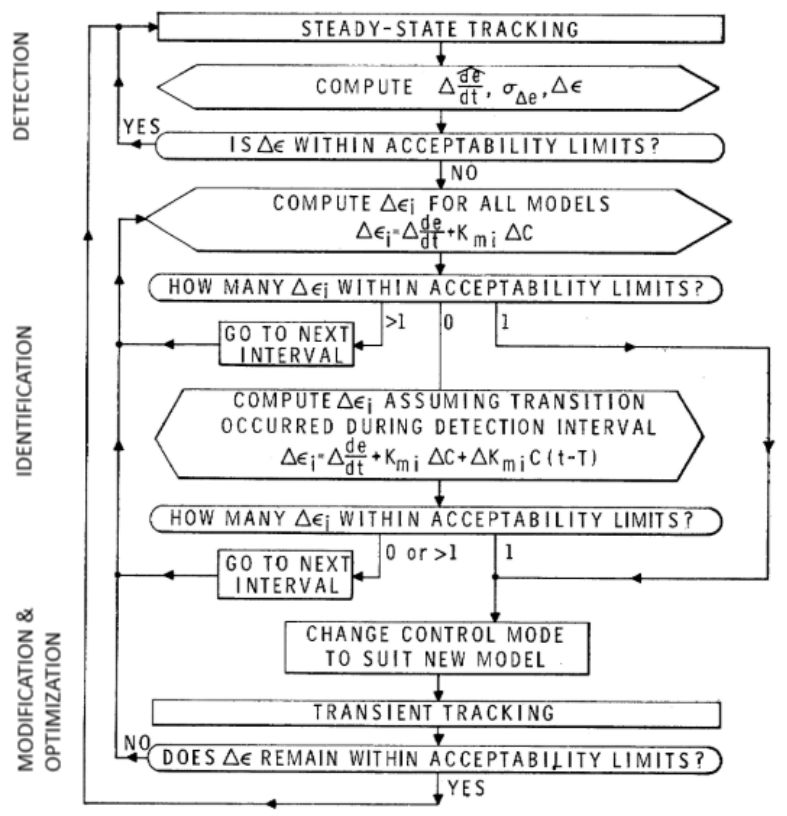 DETECTION
STEADY-STATE TRACKING
COMPUTE Δd̂e/dt, σΔe, Δϵ
YES
IS Δϵ WITHIN ACCEPTABILITY LIMITS?
NO
COMPUTE Δϵi FOR ALL MODELS
Δϵi=Δde/dt+Kmi ΔC
HOW MANY Δϵi WITHIN ACCEPTABILITY LIMITS?
>1
0
1
GO TO NEXT
INTERVAL
IDENTIFICATION
COMPUTE Δϵi ASSUMING TRANSITION
OCCURRED DURING DETECTION INTERVAL
Δϵi=Δde/dt+Kmi ΔC+ΔKmi C(t-T)
HOW MANY Δϵi WITHIN ACCEPTABILITY LIMITS?
0 or >1
1
GO TO NEXT
INTERVAL
MODIFICATION &
OPTIMIZATION
CHANGE CONTROL MODE
TO SUIT NEW MODEL
TRANSIENT TRACKING
NO
DOES Δϵ REMAIN WITHIN ACCEPTABILITY LIMITS?
YES